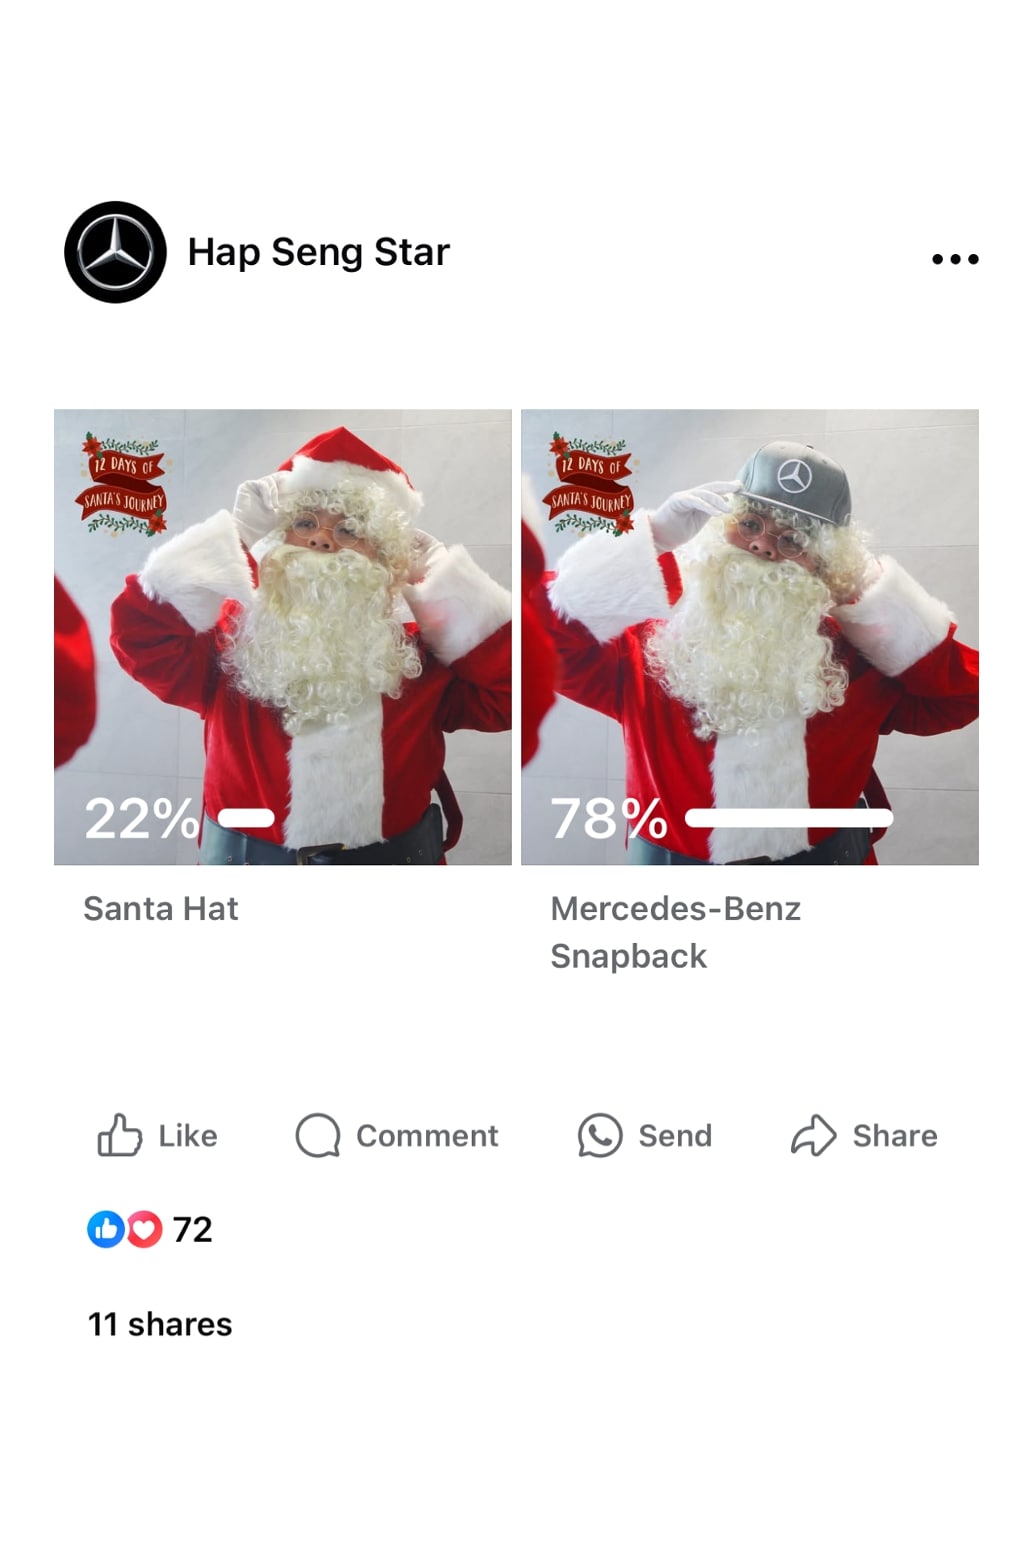 Hap Seng Star
12 DAYS OF
SANTA'S JOURNEY
12 DAYS OF
SANTA'S JOURNEY
22%
78%
Santa Hat
Mercedes-Benz
Snapback
Like
Comment
Send
Share
72
11 shares